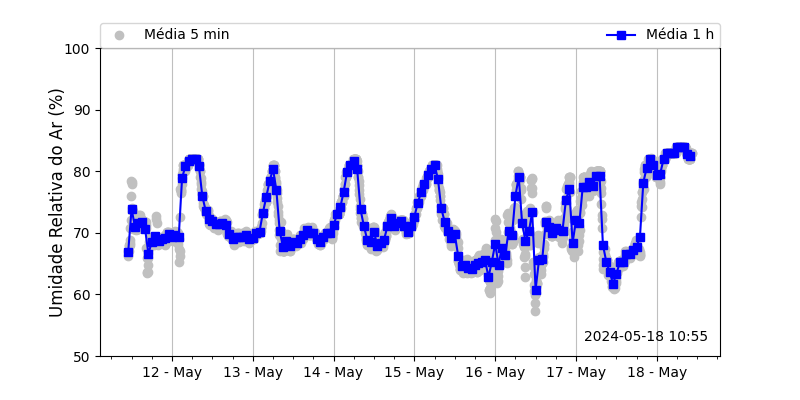 Média 5 min
Média 1 h
Umidade Relativa do Ar (%)
100
90
80
70
60
50
2024-05-18 10:55
12 - May
13 - May
14 - May
15 - May
16 - May
17 - May
18 - May